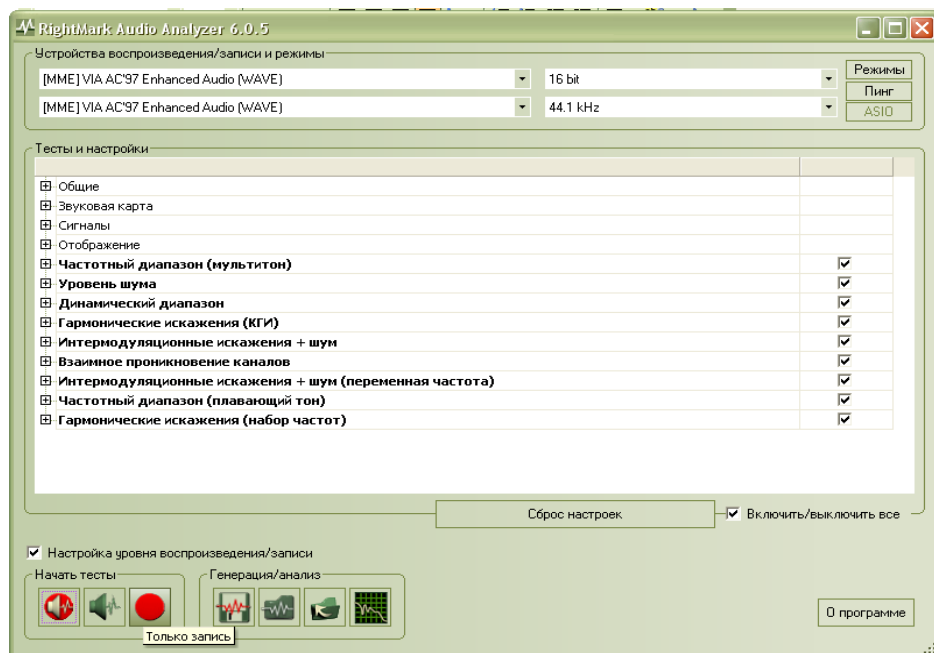 RightMark Audio Analyzer 6.0.5
Устройства воспроизведения/записи и режимы
[MME] VIA AC'97 Enhanced Audio (WAVE)
16 bit
Режимы
Пинг
[MME] VIA AC'97 Enhanced Audio (WAVE)
44.1 kHz
ASIO
Тесты и настройки
Общие
Звуковая карта
Сигналы
Отображение
Частотный диапазон (мультитон)
Уровень шума
Динамический диапазон
Гармонические искажения (КГИ)
Интермодуляционные искажения + шум
Взаимное проникновение каналов
Интермодуляционные искажения + шум (переменная частота)
Частотный диапазон (плавающий тон)
Гармонические искажения (набор частот)
Сброс настроек
Включить/выключить все
Настройка уровня воспроизведения/записи
Начать тесты
Генерация/анализ
Только запись
О программе